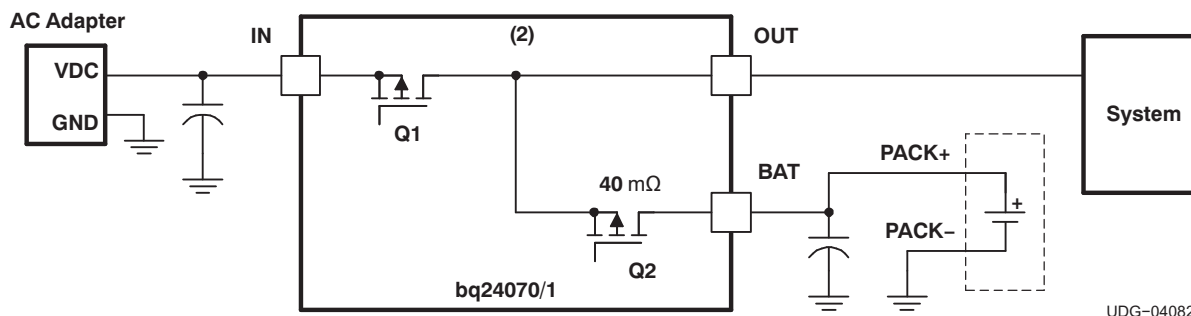 AC Adapter
VDC
GND
IN
(2)
Q1
40 mΩ
Q2
bq24070/1
OUT
BAT
PACK+
+
PACK−
System
UDG−04082